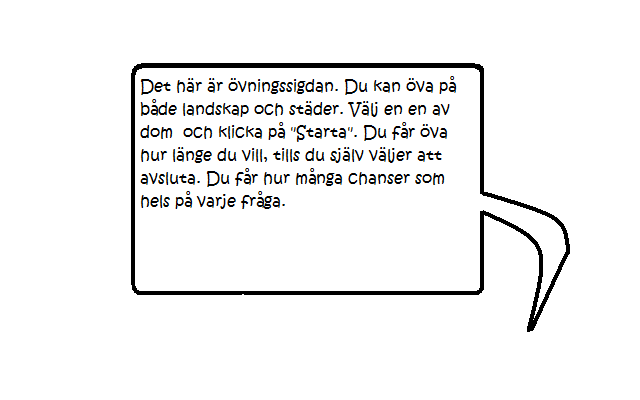 Det här är övningssigdan. Du kan öva på
både landskap och städer. Välj en en av
dom  och klicka på "Starta". Du får öva
hur länge du vill, tills du själv väljer att
avsluta. Du får hur många chanser som
hels på varje fråga.